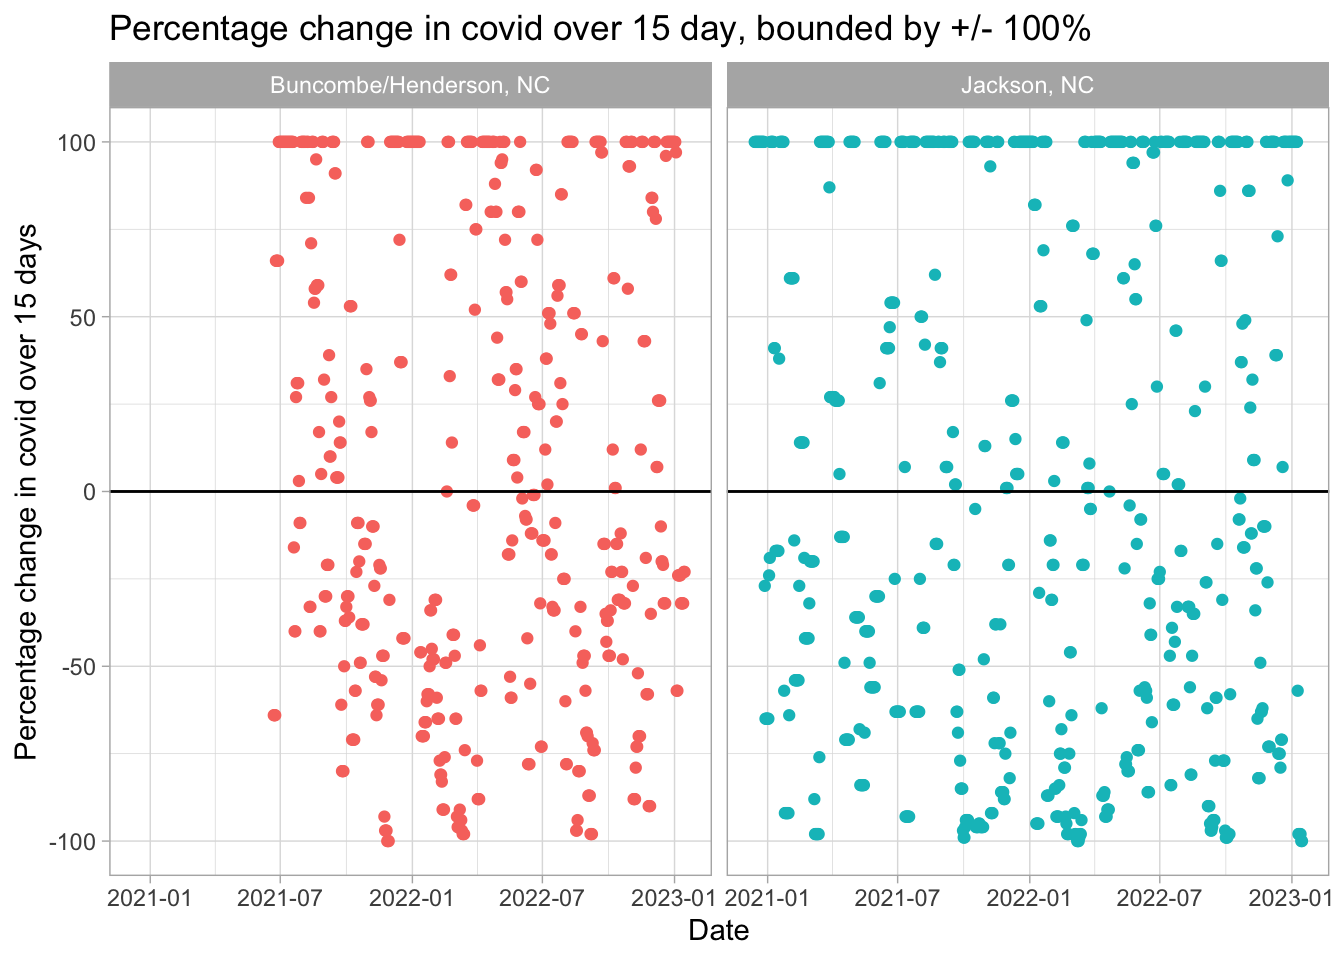 Percentage change in covid over 15 day, bounded by +/- 100%
Buncombe/Henderson, NC
Jackson, NC
Percentage change in covid over 15 days
100
50
0
-50
-100
2021-01 2021-07 2022-01 2022-07 2023-01
2021-01 2021-07 2022-01 2022-07 2023-01
Date